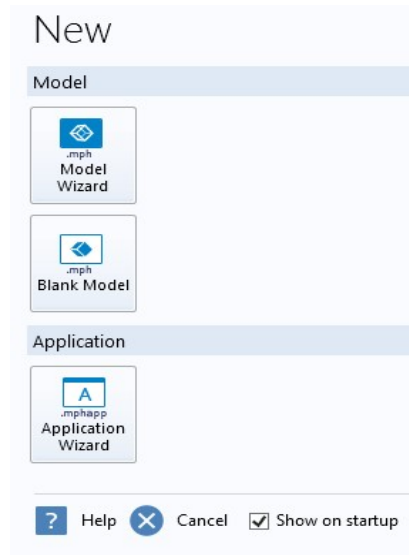 New
Model
.mph
Model
Wizard
.mph
Blank Model
Application
A
.mphapp
Application
Wizard
? Help Cancel Show on startup